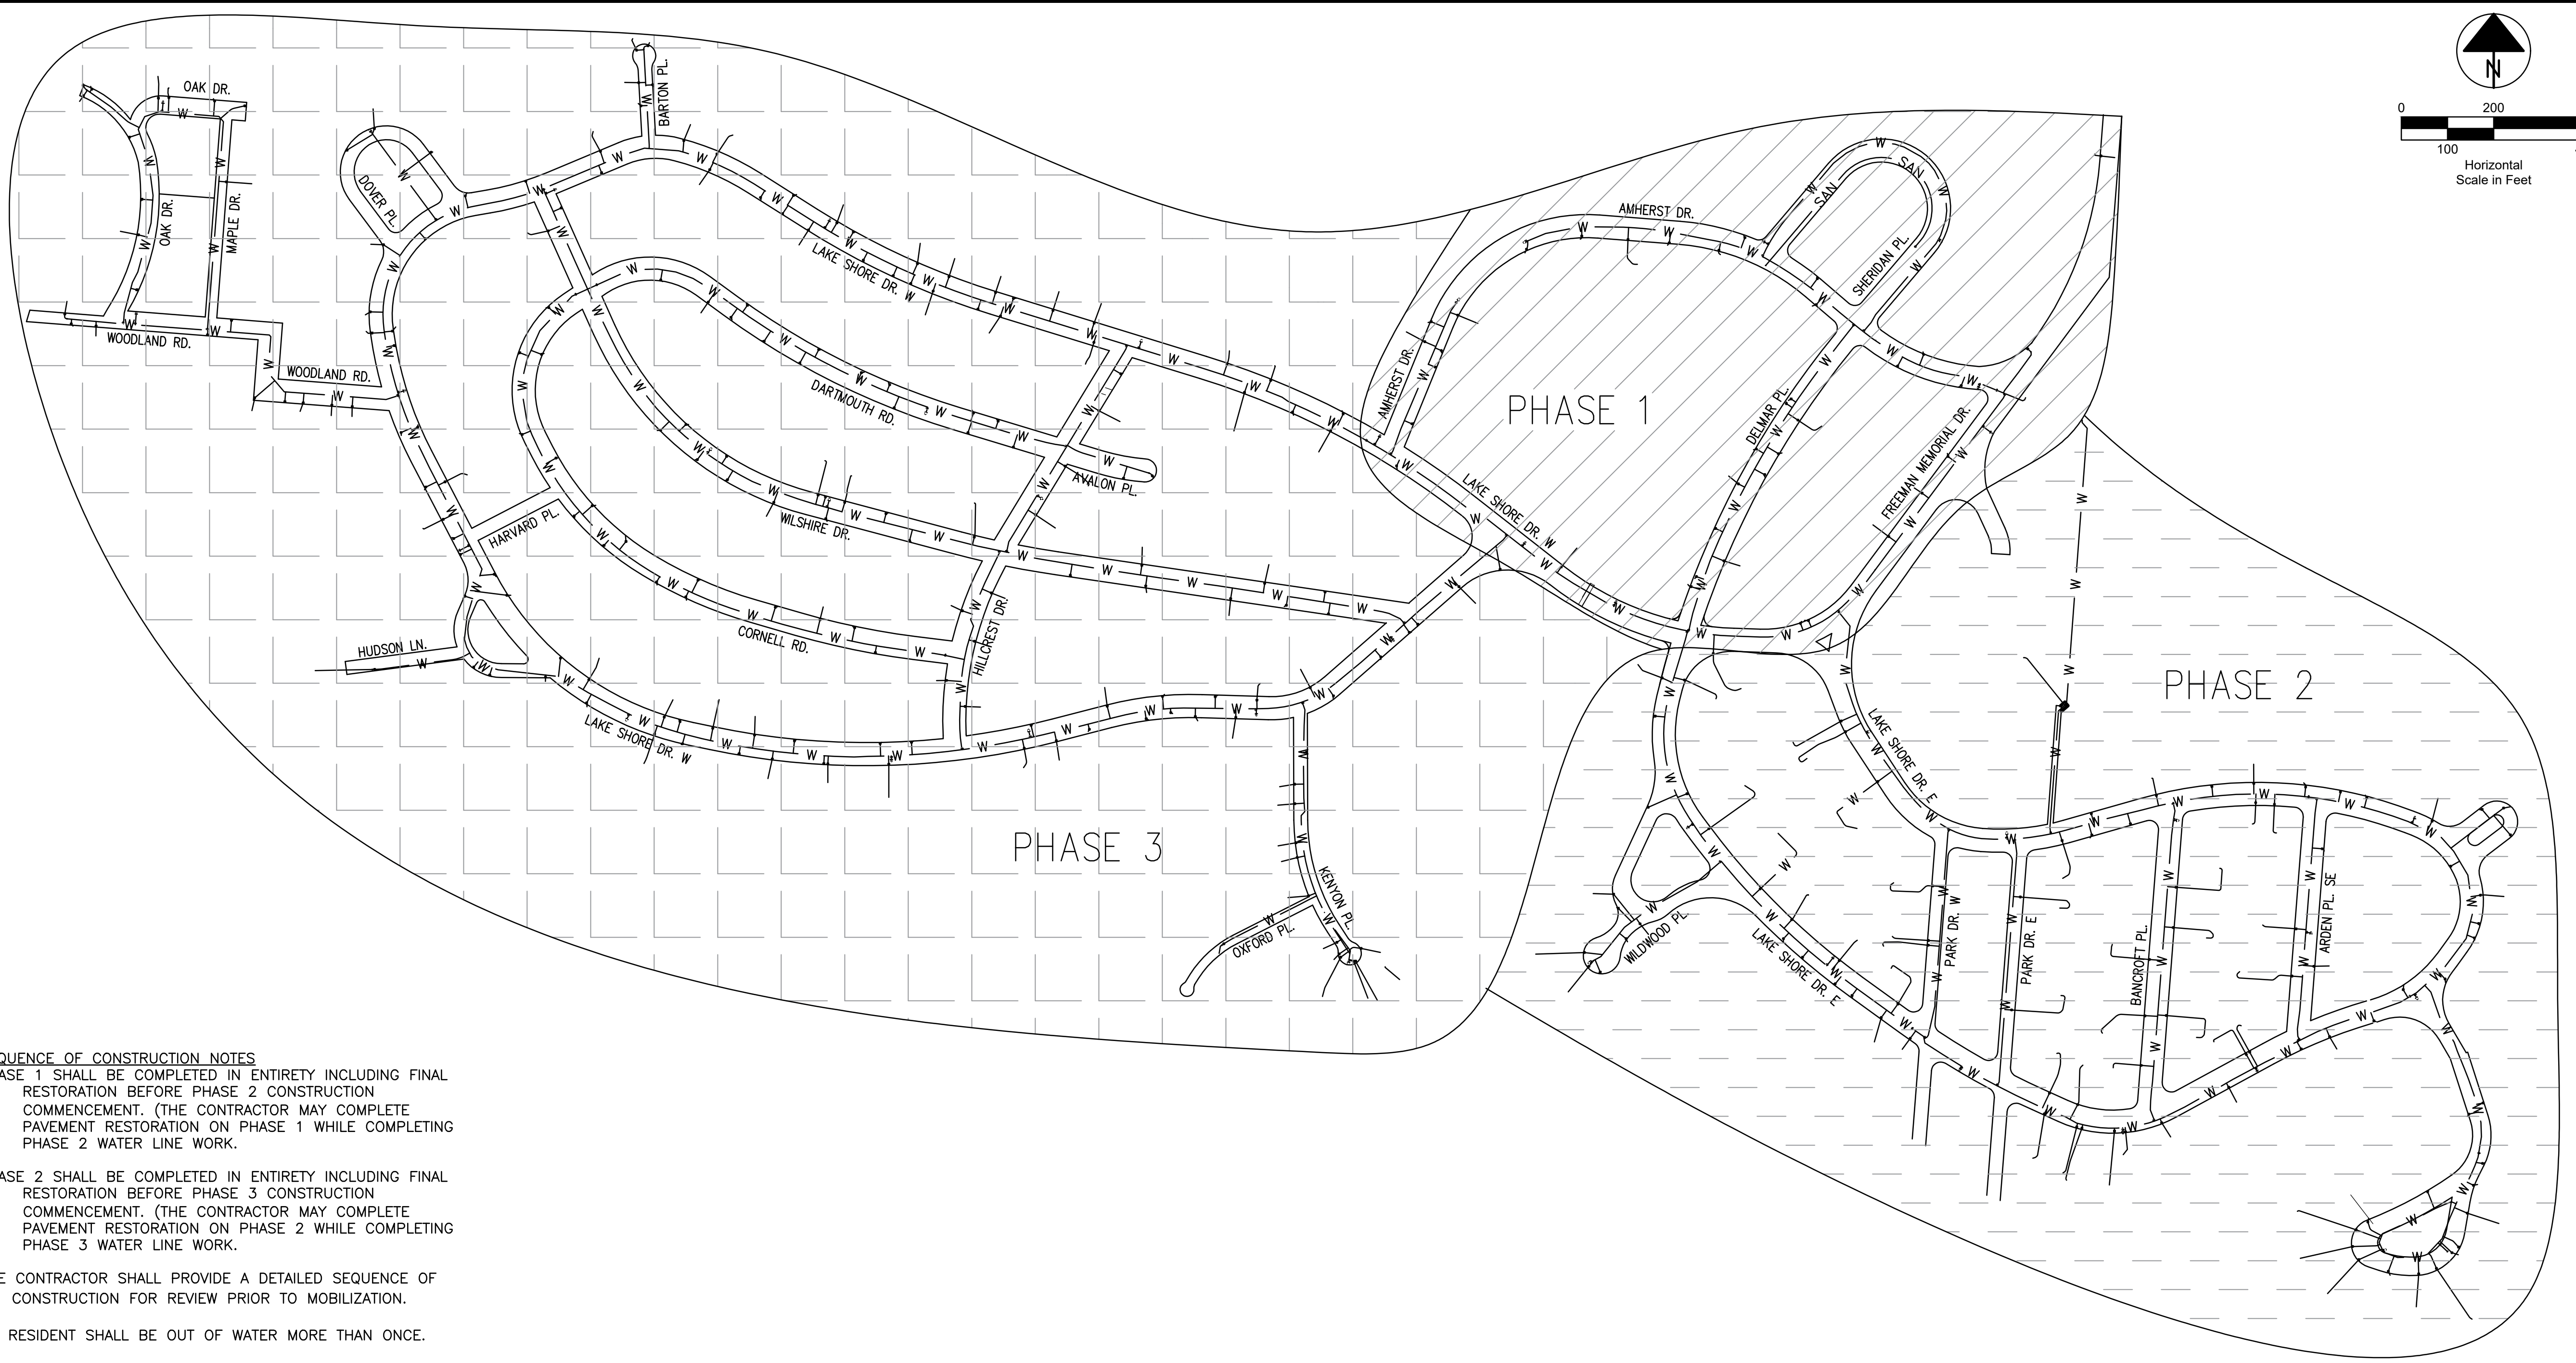 N
0 200
100
Horizontal
Scale in Feet
OAK DR.
BARTON PL.
DOVER PL.
OAK DR.
MAPLE DR.
WOODLAND RD.
WOODLAND RD.
LAKE SHORE DR. W
DARTMOUTH RD.
AVALON PL.
WILSHIRE DR.
HARVARD PL.
CORNELL RD.
HILLCREST DR.
HUDSON LN.
LAKE SHORE DR. W
PHASE 3
KENYON PL.
OXFORD PL.
AMHERST DR.
SAN SAN
SHERIDAN PL.
AMHERST DR.
PHASE 1
DELMAR PL.
FREEMAN MEMORIAL DR.
LAKE SHORE DR. W
PHASE 2
LAKE SHORE DR. E
WILDWOOD PL.
LAKE SHORE DR. E
PARK DR. W
PARK DR. E
BANCROFT PL.
ARDEN PL. SE
QUENCE OF CONSTRUCTION NOTES
ASE 1 SHALL BE COMPLETED IN ENTIRETY INCLUDING FINAL
RESTORATION BEFORE PHASE 2 CONSTRUCTION
COMMENCEMENT. (THE CONTRACTOR MAY COMPLETE
PAVEMENT RESTORATION ON PHASE 1 WHILE COMPLETING
PHASE 2 WATER LINE WORK.
ASE 2 SHALL BE COMPLETED IN ENTIRETY INCLUDING FINAL
RESTORATION BEFORE PHASE 3 CONSTRUCTION
COMMENCEMENT. (THE CONTRACTOR MAY COMPLETE
PAVEMENT RESTORATION ON PHASE 2 WHILE COMPLETING
PHASE 3 WATER LINE WORK.
E CONTRACTOR SHALL PROVIDE A DETAILED SEQUENCE OF
CONSTRUCTION FOR REVIEW PRIOR TO MOBILIZATION.
RESIDENT SHALL BE OUT OF WATER MORE THAN ONCE.